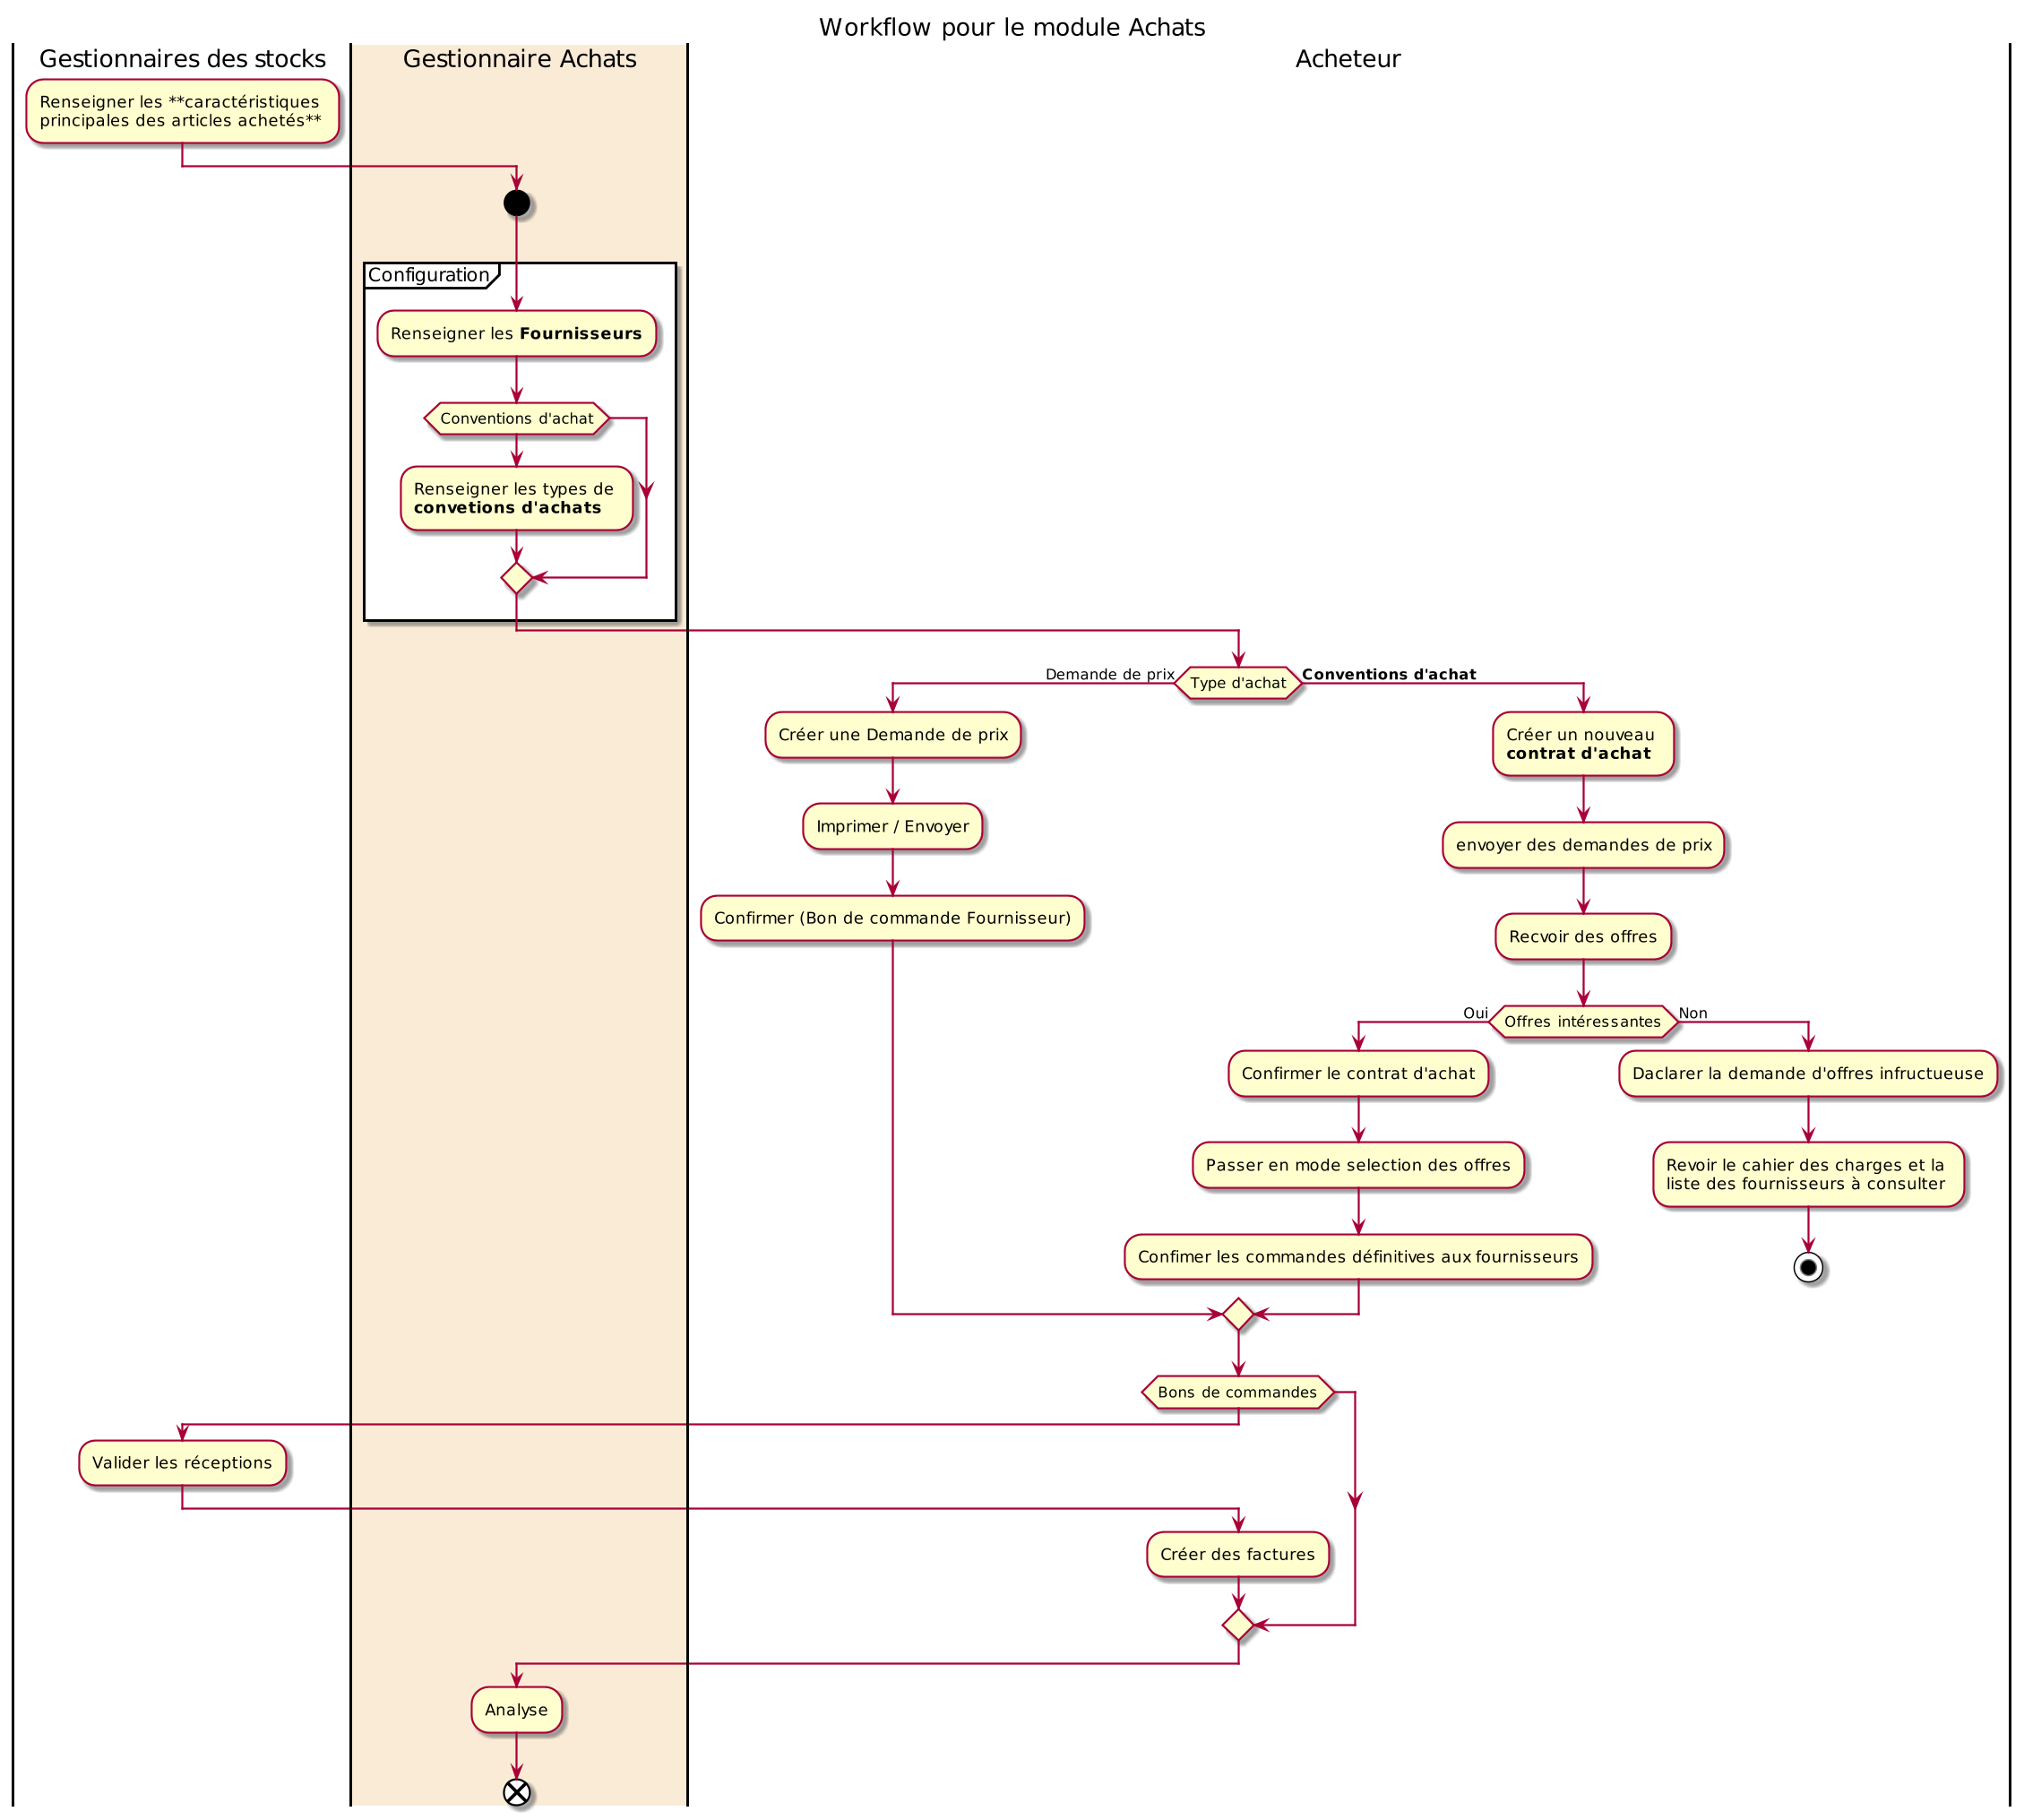 Workflow pour le module Achats
Gestionnaires des stocks
Gestionnaire Achats
Acheteur
Renseigner les **caractéristiques
principales des articles achetés**
Configuration
Renseigner les Fournisseurs
Conventions d'achat
Renseigner les types de
convetions d'achats
Type d'achat
Demande de prix
Conventions d'achat
Créer une Demande de prix
Imprimer / Envoyer
Confirmer (Bon de commande Fournisseur)
Créer un nouveau
contrat d'achat
envoyer des demandes de prix
Recvoir des offres
Offres intéressantes
Oui
Non
Confirmer le contrat d'achat
Passer en mode selection des offres
Confimer les commandes définitives aux fournisseurs
Daclarer la demande d'offres infructueuse
Revoir le cahier des charges et la
liste des fournisseurs à consulter
Bons de commandes
Valider les réceptions
Créer des factures
Analyse